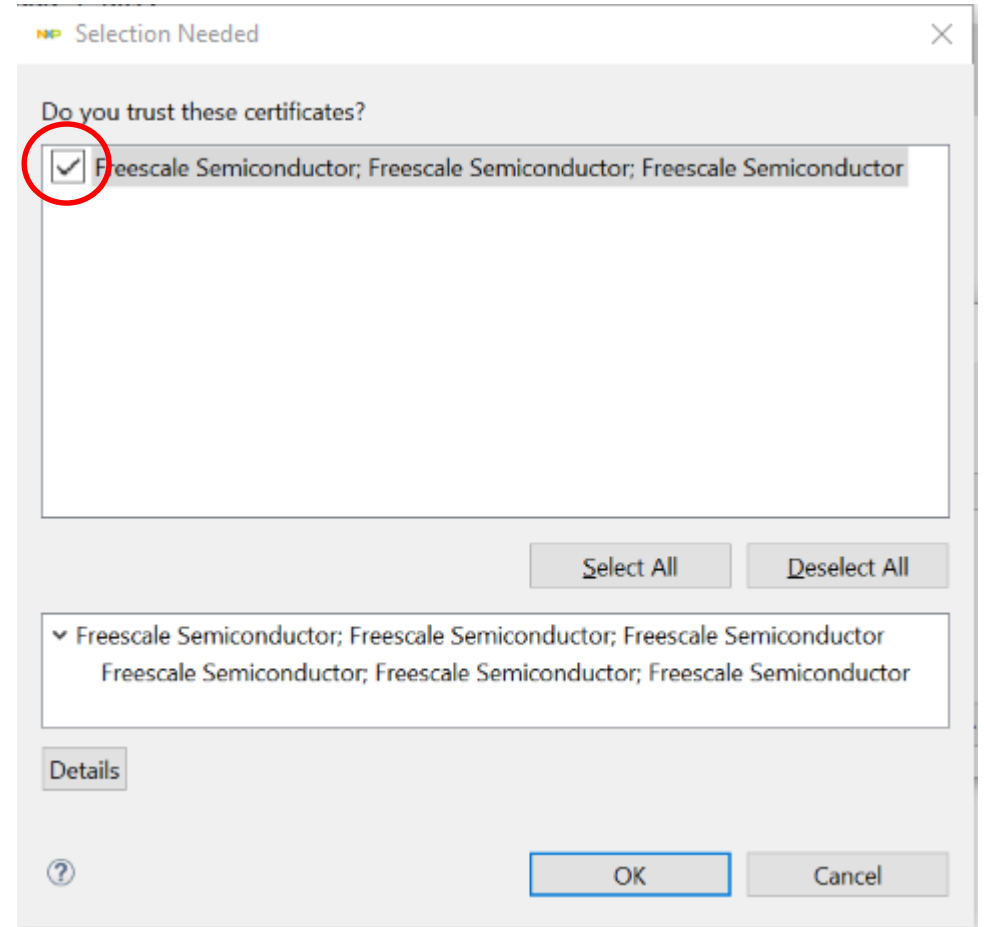 NXP Selection Needed
Do you trust these certificates?
Freescale Semiconductor; Freescale Semiconductor; Freescale Semiconductor
Select All Deselect All
Freescale Semiconductor; Freescale Semiconductor; Freescale Semiconductor
Freescale Semiconductor; Freescale Semiconductor; Freescale Semiconductor
Details
? OK Cancel